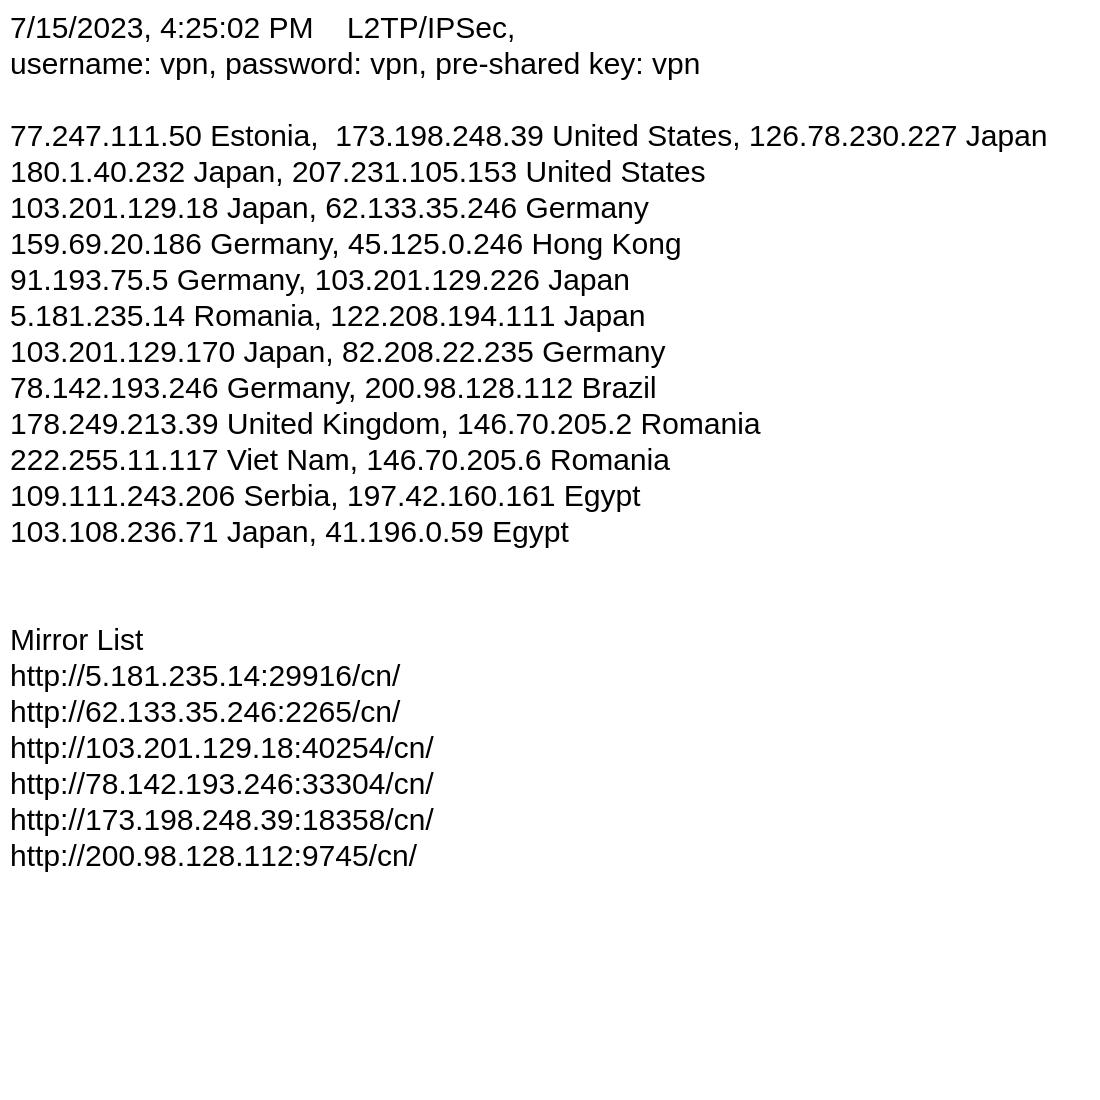 7/15/2023, 4:25:02 PM    L2TP/IPSec,
username: vpn, password: vpn, pre-shared key: vpn
77.247.111.50 Estonia,  173.198.248.39 United States, 126.78.230.227 Japan
180.1.40.232 Japan, 207.231.105.153 United States
103.201.129.18 Japan, 62.133.35.246 Germany
159.69.20.186 Germany, 45.125.0.246 Hong Kong
91.193.75.5 Germany, 103.201.129.226 Japan
5.181.235.14 Romania, 122.208.194.111 Japan
103.201.129.170 Japan, 82.208.22.235 Germany
78.142.193.246 Germany, 200.98.128.112 Brazil
178.249.213.39 United Kingdom, 146.70.205.2 Romania
222.255.11.117 Viet Nam, 146.70.205.6 Romania
109.111.243.206 Serbia, 197.42.160.161 Egypt
103.108.236.71 Japan, 41.196.0.59 Egypt
Mirror List
http://5.181.235.14:29916/cn/
http://62.133.35.246:2265/cn/
http://103.201.129.18:40254/cn/
http://78.142.193.246:33304/cn/
http://173.198.248.39:18358/cn/
http://200.98.128.112:9745/cn/